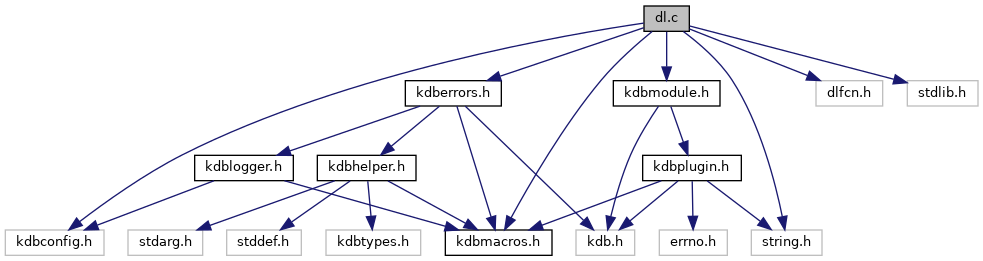 dl.c
kdberrors.h
kdbmodule.h
dlfcn.h
stdlib.h
kdblogger.h
kdbhelper.h
kdbplugin.h
kdbconfig.h
stdarg.h
stddef.h
kdbtypes.h
kdbmacros.h
kdb.h
errno.h
string.h